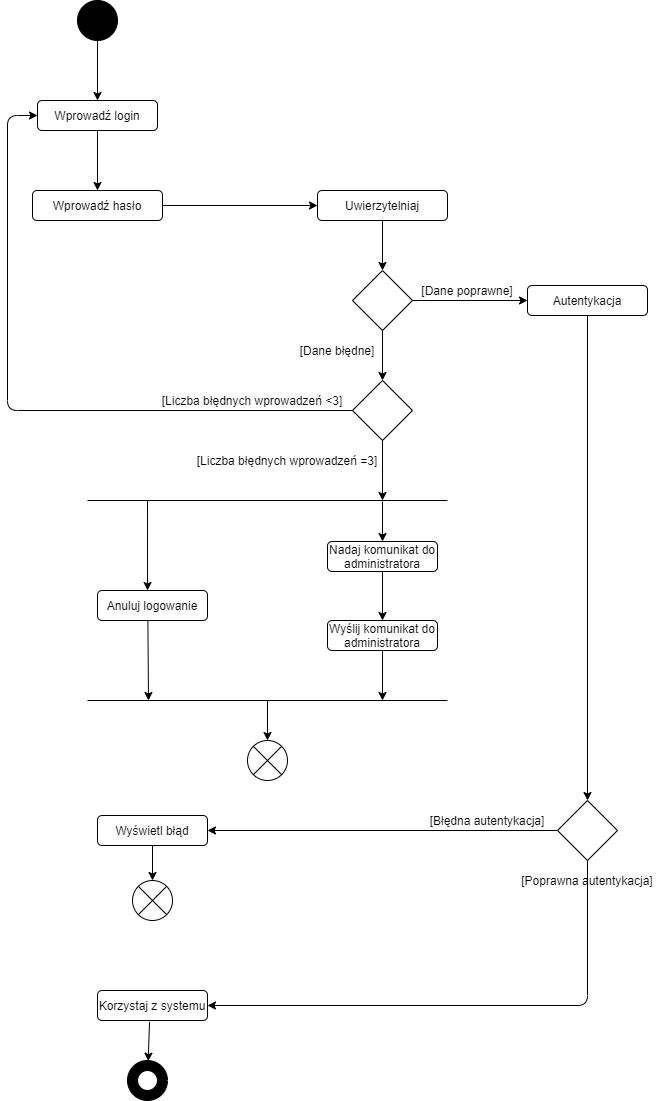 Wprowadź login
Wprowadź hasło
Uwierzytelniaj
[Dane poprawne]
Autentykacja
[Dane błędne]
[Liczba błędnych wprowadzeń <3]
[Liczba błędnych wprowadzeń =3]
Nadaj komunikat do
administratora
Anuluj logowanie
Wyślij komunikat do
administratora
[Błędna autentykacja]
Wyświetl błąd
[Poprawna autentykacja]
Korzystaj z systemu